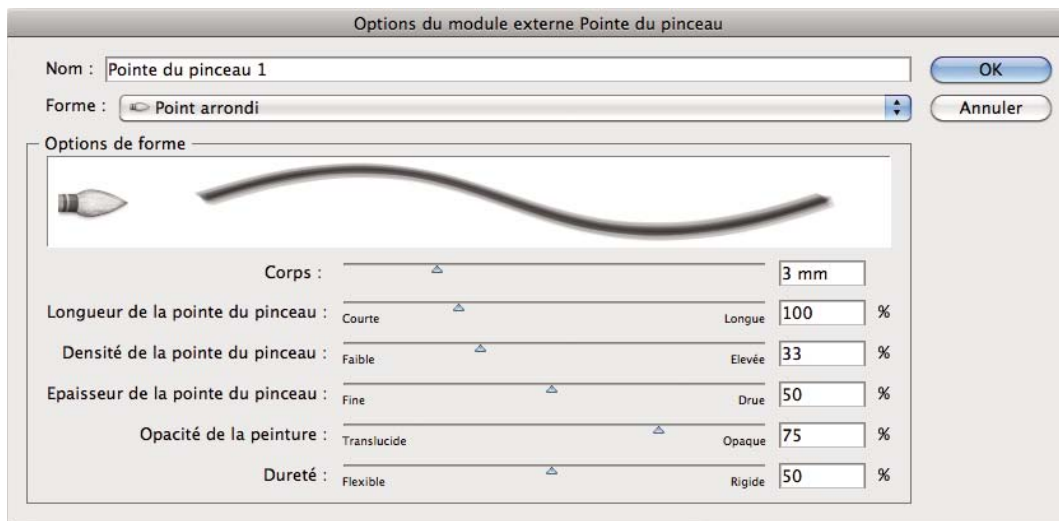 Options du module externe Pointe du pinceau
Nom : Pointe du pinceau 1
OK
Forme : Point arrondi
Annuler
Options de forme
Corps : 3 mm
Longueur de la pointe du pinceau : Courte Longue 100 %
Densité de la pointe du pinceau : Faible Elevée 33 %
Epaisseur de la pointe du pinceau : Fine Drue 50 %
Opacité de la peinture : Translucide Opaque 75 %
Dureté : Flexible Rigide 50 %